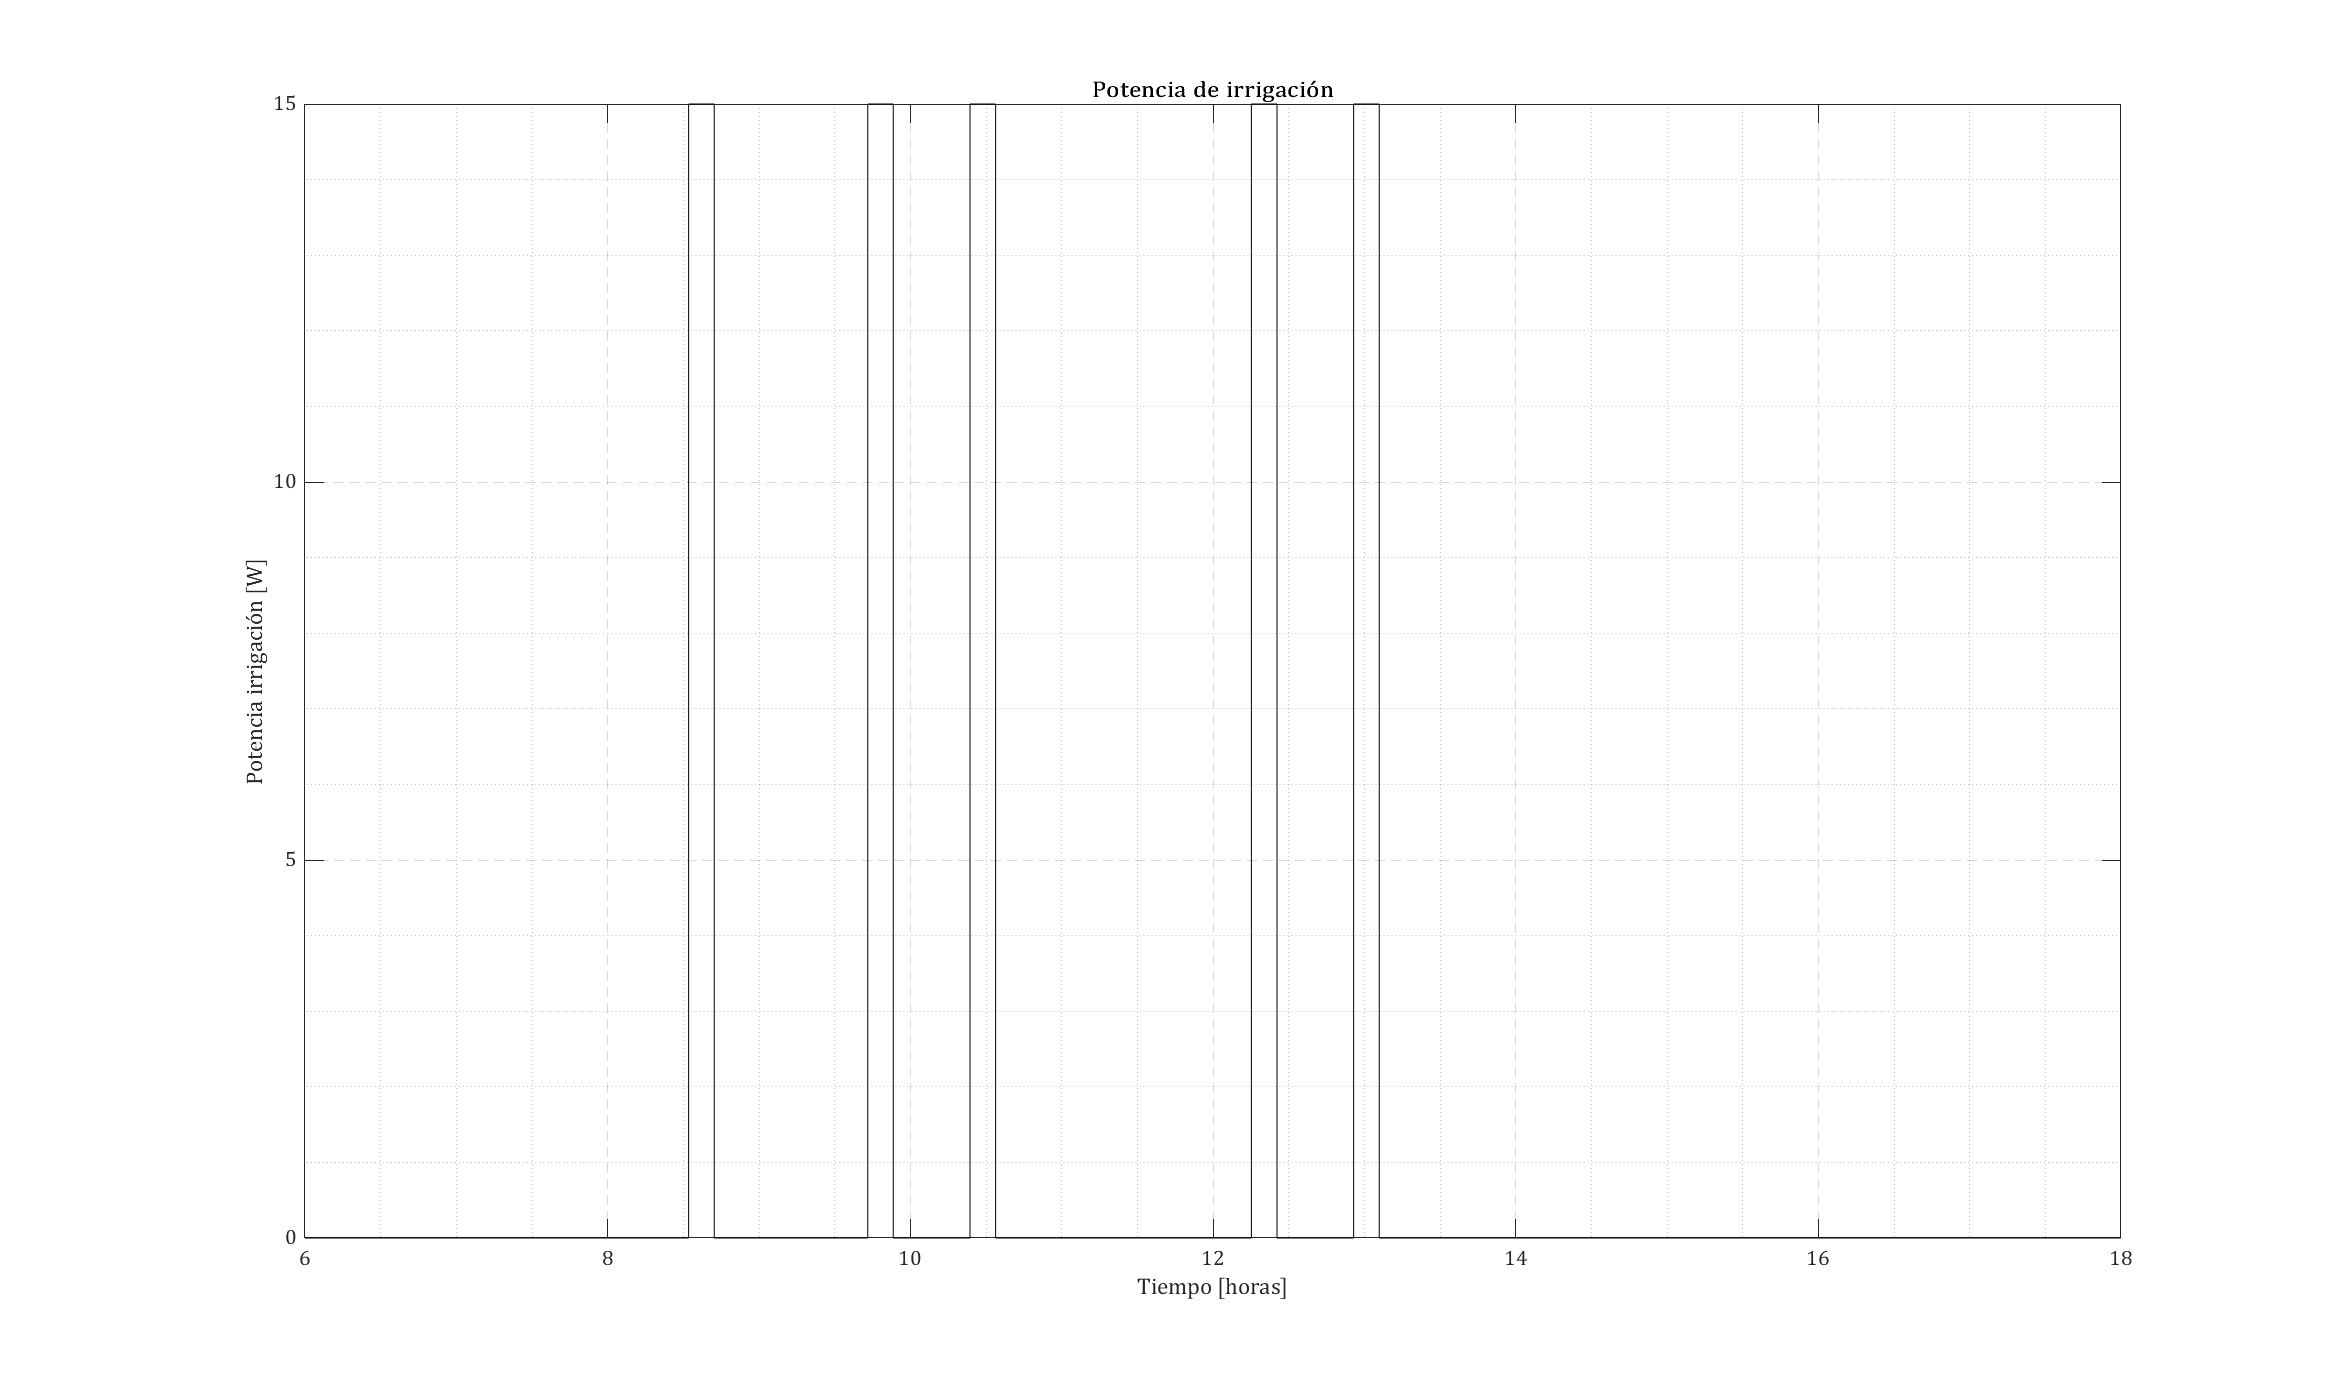 Potencia de irrigación
15
10
5
0
Potencia irrigación [W]
6 8 10 12 14 16 18
Tiempo [horas]